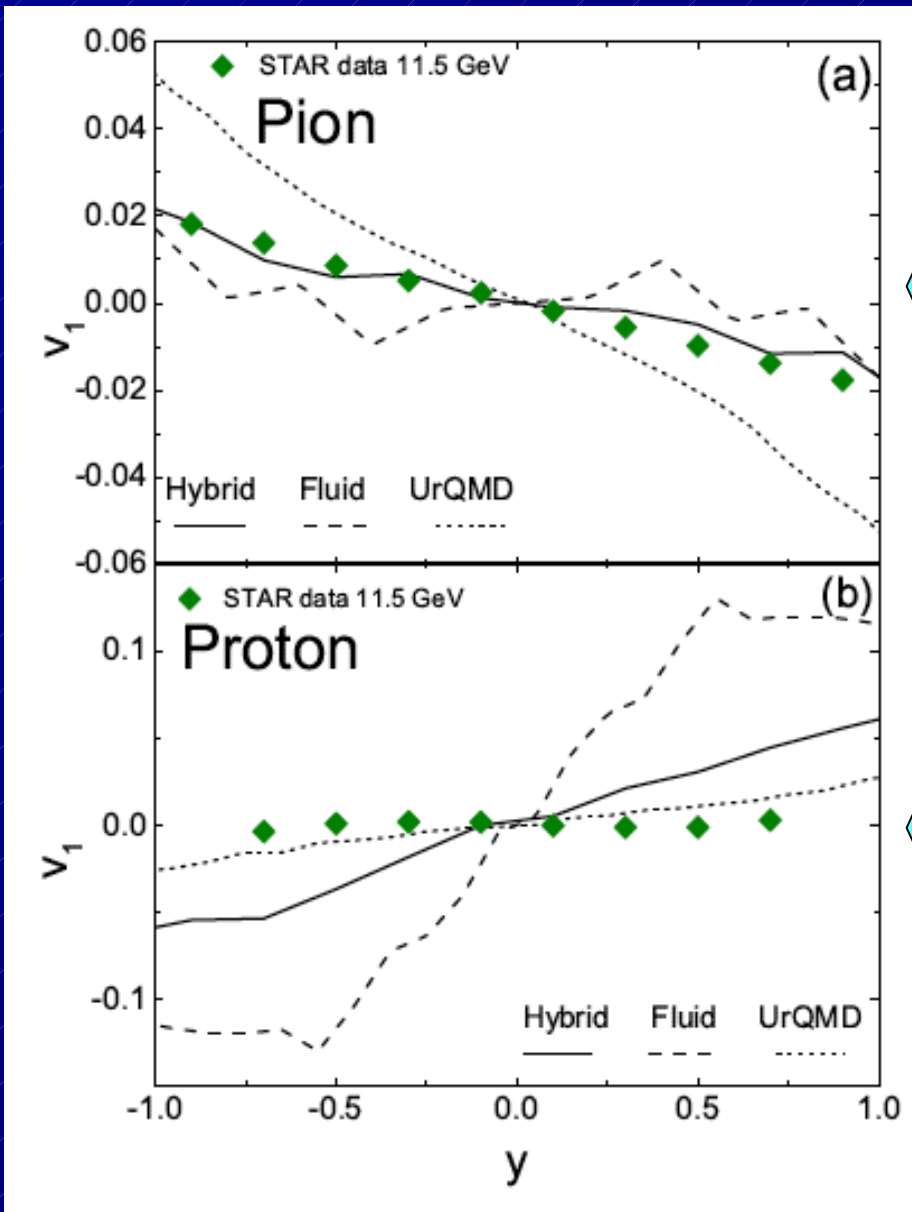 0.06
STAR data 11.5 GeV
(a)
Pion
0.04
0.02
0.00
v1
-0.02
-0.04
Hybrid Fluid UrQMD
-0.06
STAR data 11.5 GeV
(b)
Proton
0.1
0.0
v1
-0.1
Hybrid Fluid UrQMD
-1.0 -0.5 0.0 0.5 1.0
y